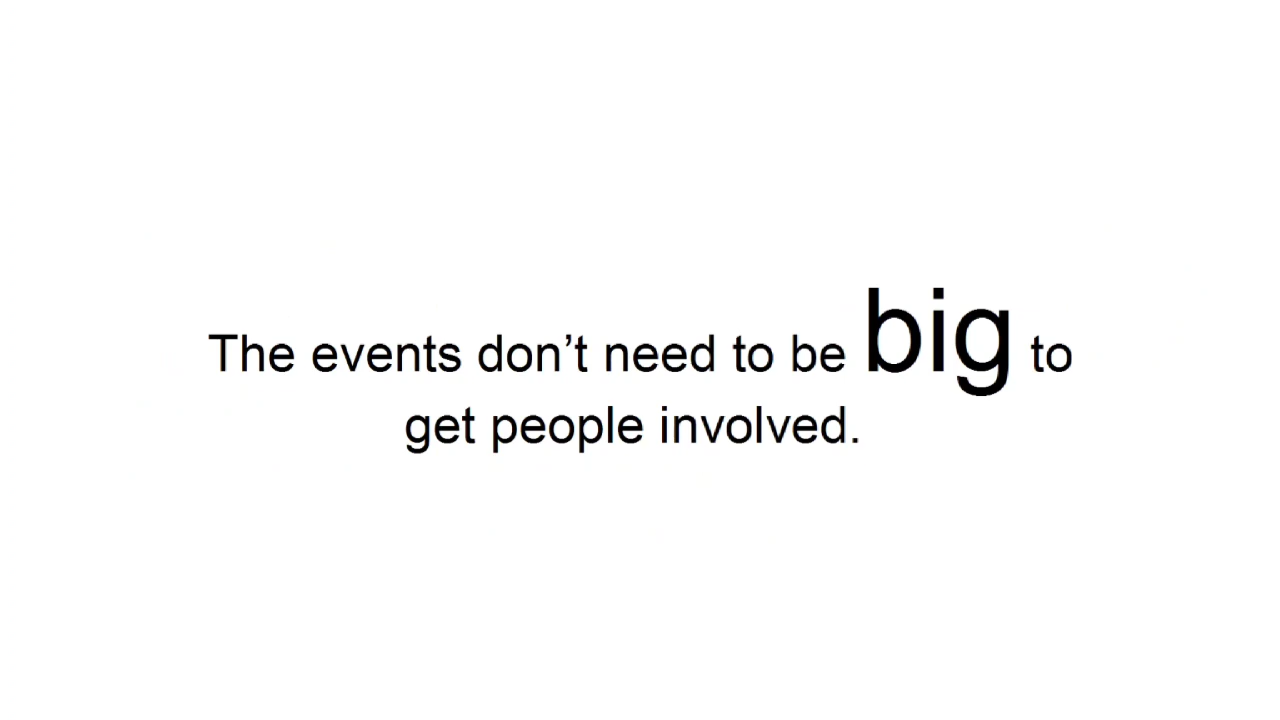 The events don’t need to be big to
get people involved.